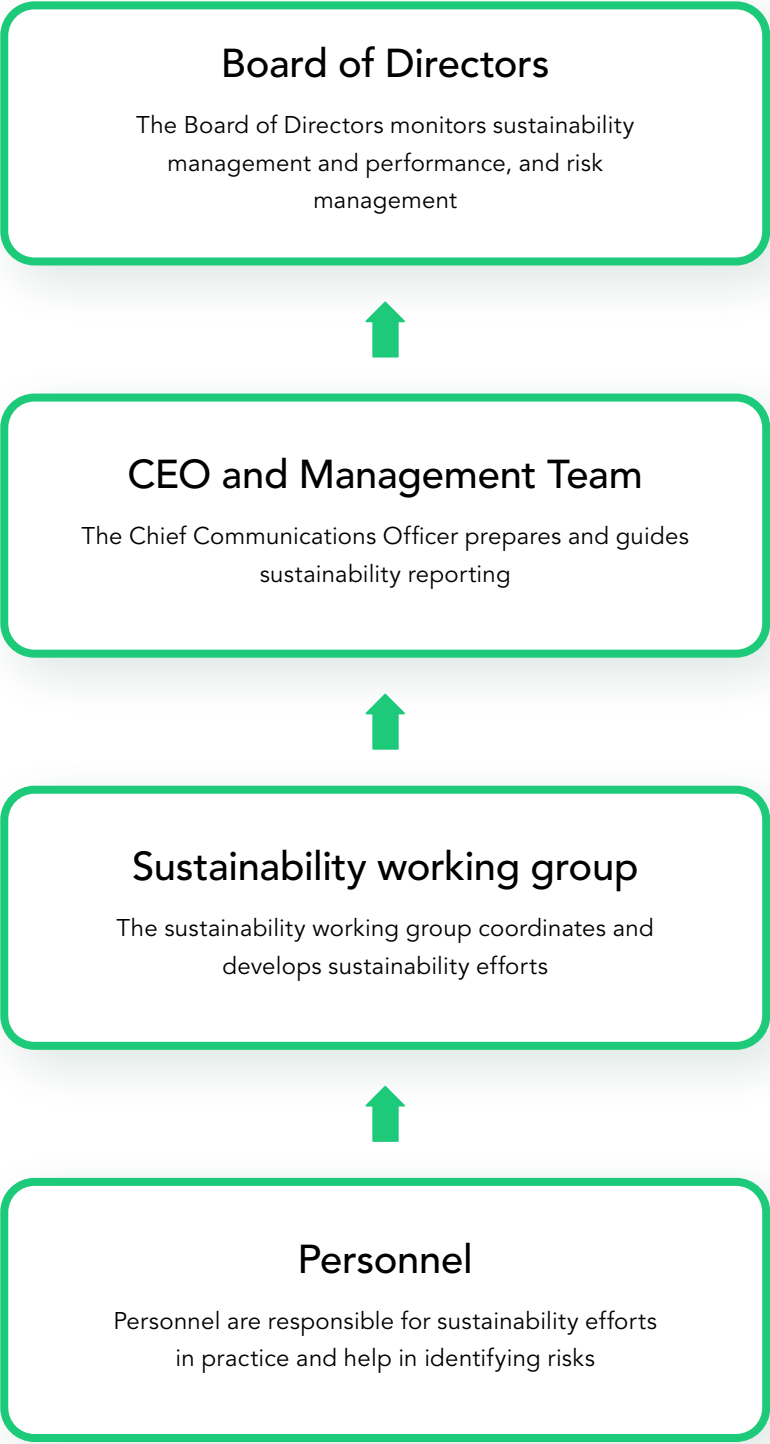 Board of Directors
The Board of Directors monitors sustainability
management and performance, and risk
management
CEO and Management Team
The Chief Communications Officer prepares and guides
sustainability reporting
Sustainability working group
The sustainability working group coordinates and
develops sustainability efforts
Personnel
Personnel are responsible for sustainability efforts
in practice and help in identifying risks